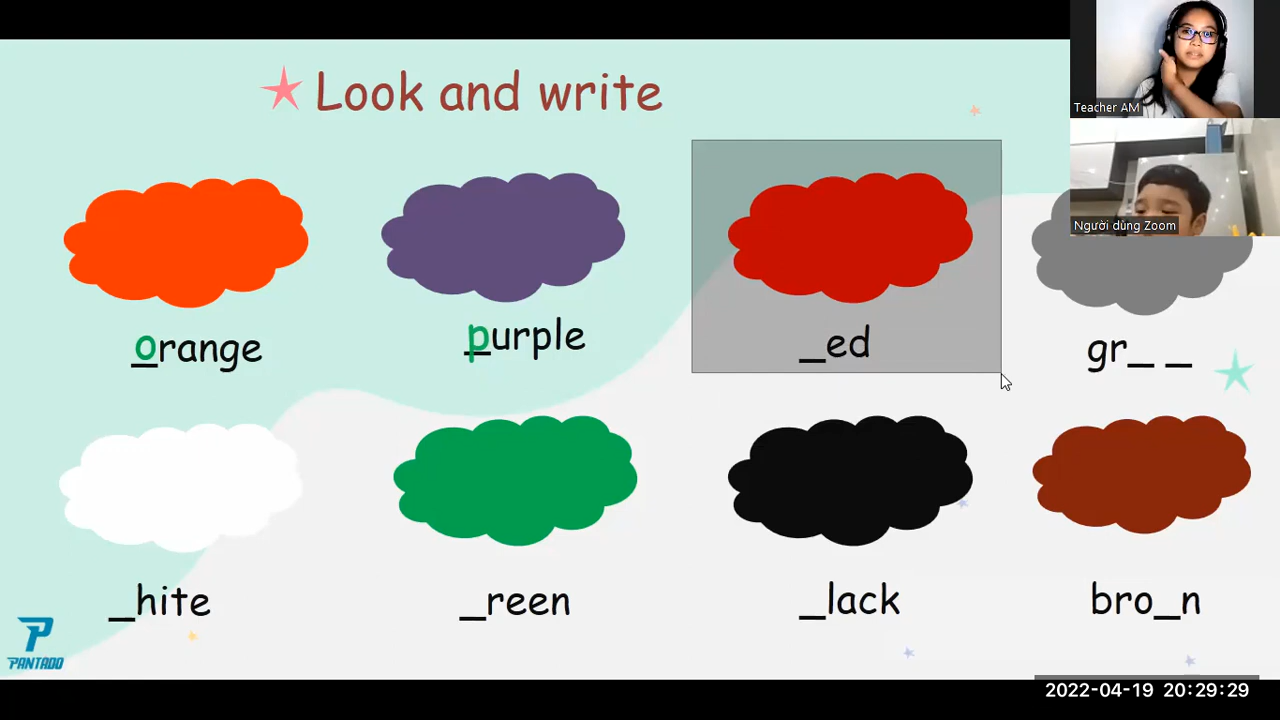 Look and write
Teacher AM
Người dùng Zoom
orange
purple
_ed
gr_ _
_hite
_reen
_lack
bro_n
PANTADO
2022-04-19 20:29:29